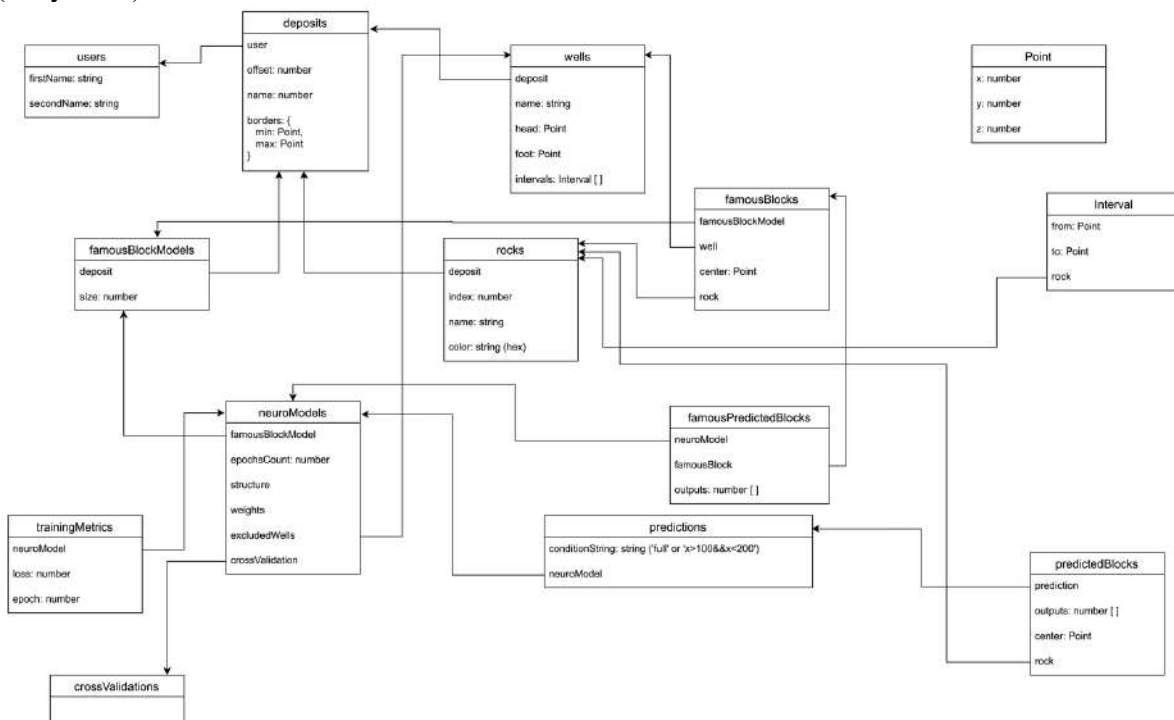 deposits
user
offset: number
name: number
borders: {
min: Point,
max: Point
}
users
firstName: string
secondName: string
wells
deposit
name: string
head: Point
foot: Point
intervals: Interval [ ]
Point
x: number
y: number
z: number
famousBlocks
famousBlockModel
well
center: Point
rock
Interval
from: Point
to: Point
rock
famousBlockModels
deposit
size: number
rocks
deposit
index: number
name: string
color: string (hex)
neuroModels
famousBlockModel
epochsCount: number
structure
weights
excludedWells
crossValidation
famousPredictedBlocks
neuroModel
famousBlock
outputs: number [ ]
trainingMetrics
neuroModel
loss: number
epoch: number
predictions
conditionString: string ('full' or 'x>100&&x<200')
neuroModel
predictedBlocks
prediction
outputs: number [ ]
center: Point
rock
crossValidations